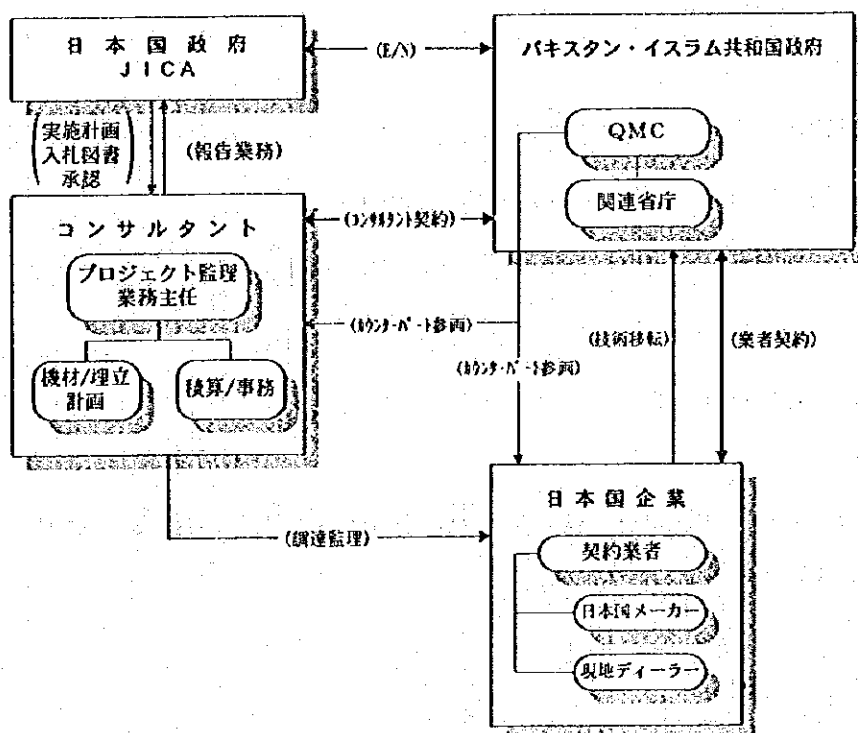 日本国政府
JICA
(E/N)
パキスタン・イスラム共和国政府
QMC
関連省庁
(実施計画
入札図書
承認)
(報告業務)
コンサルタント
プロジェクト監理
業務主任
機材/埋立
計画
積算/事務
(コンサルタント契約)
(カウンターパート参画)
(カウンターパート参画)
(技術移転)
(業者契約)
(調達監理)
日本国企業
契約業者
日本国メーカー
現地ディーラー